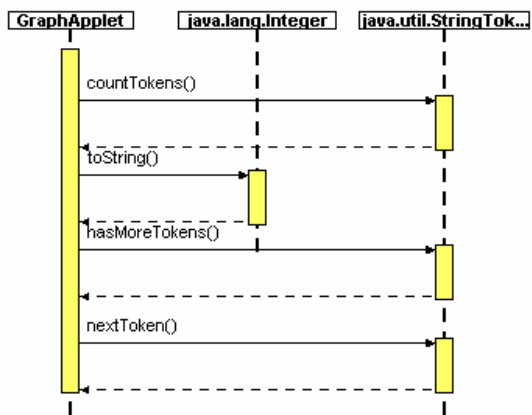 GraphApplet java.lang.Integer java.util.StringTok...
countTokens()
toString()
hasMoreTokens()
nextToken()